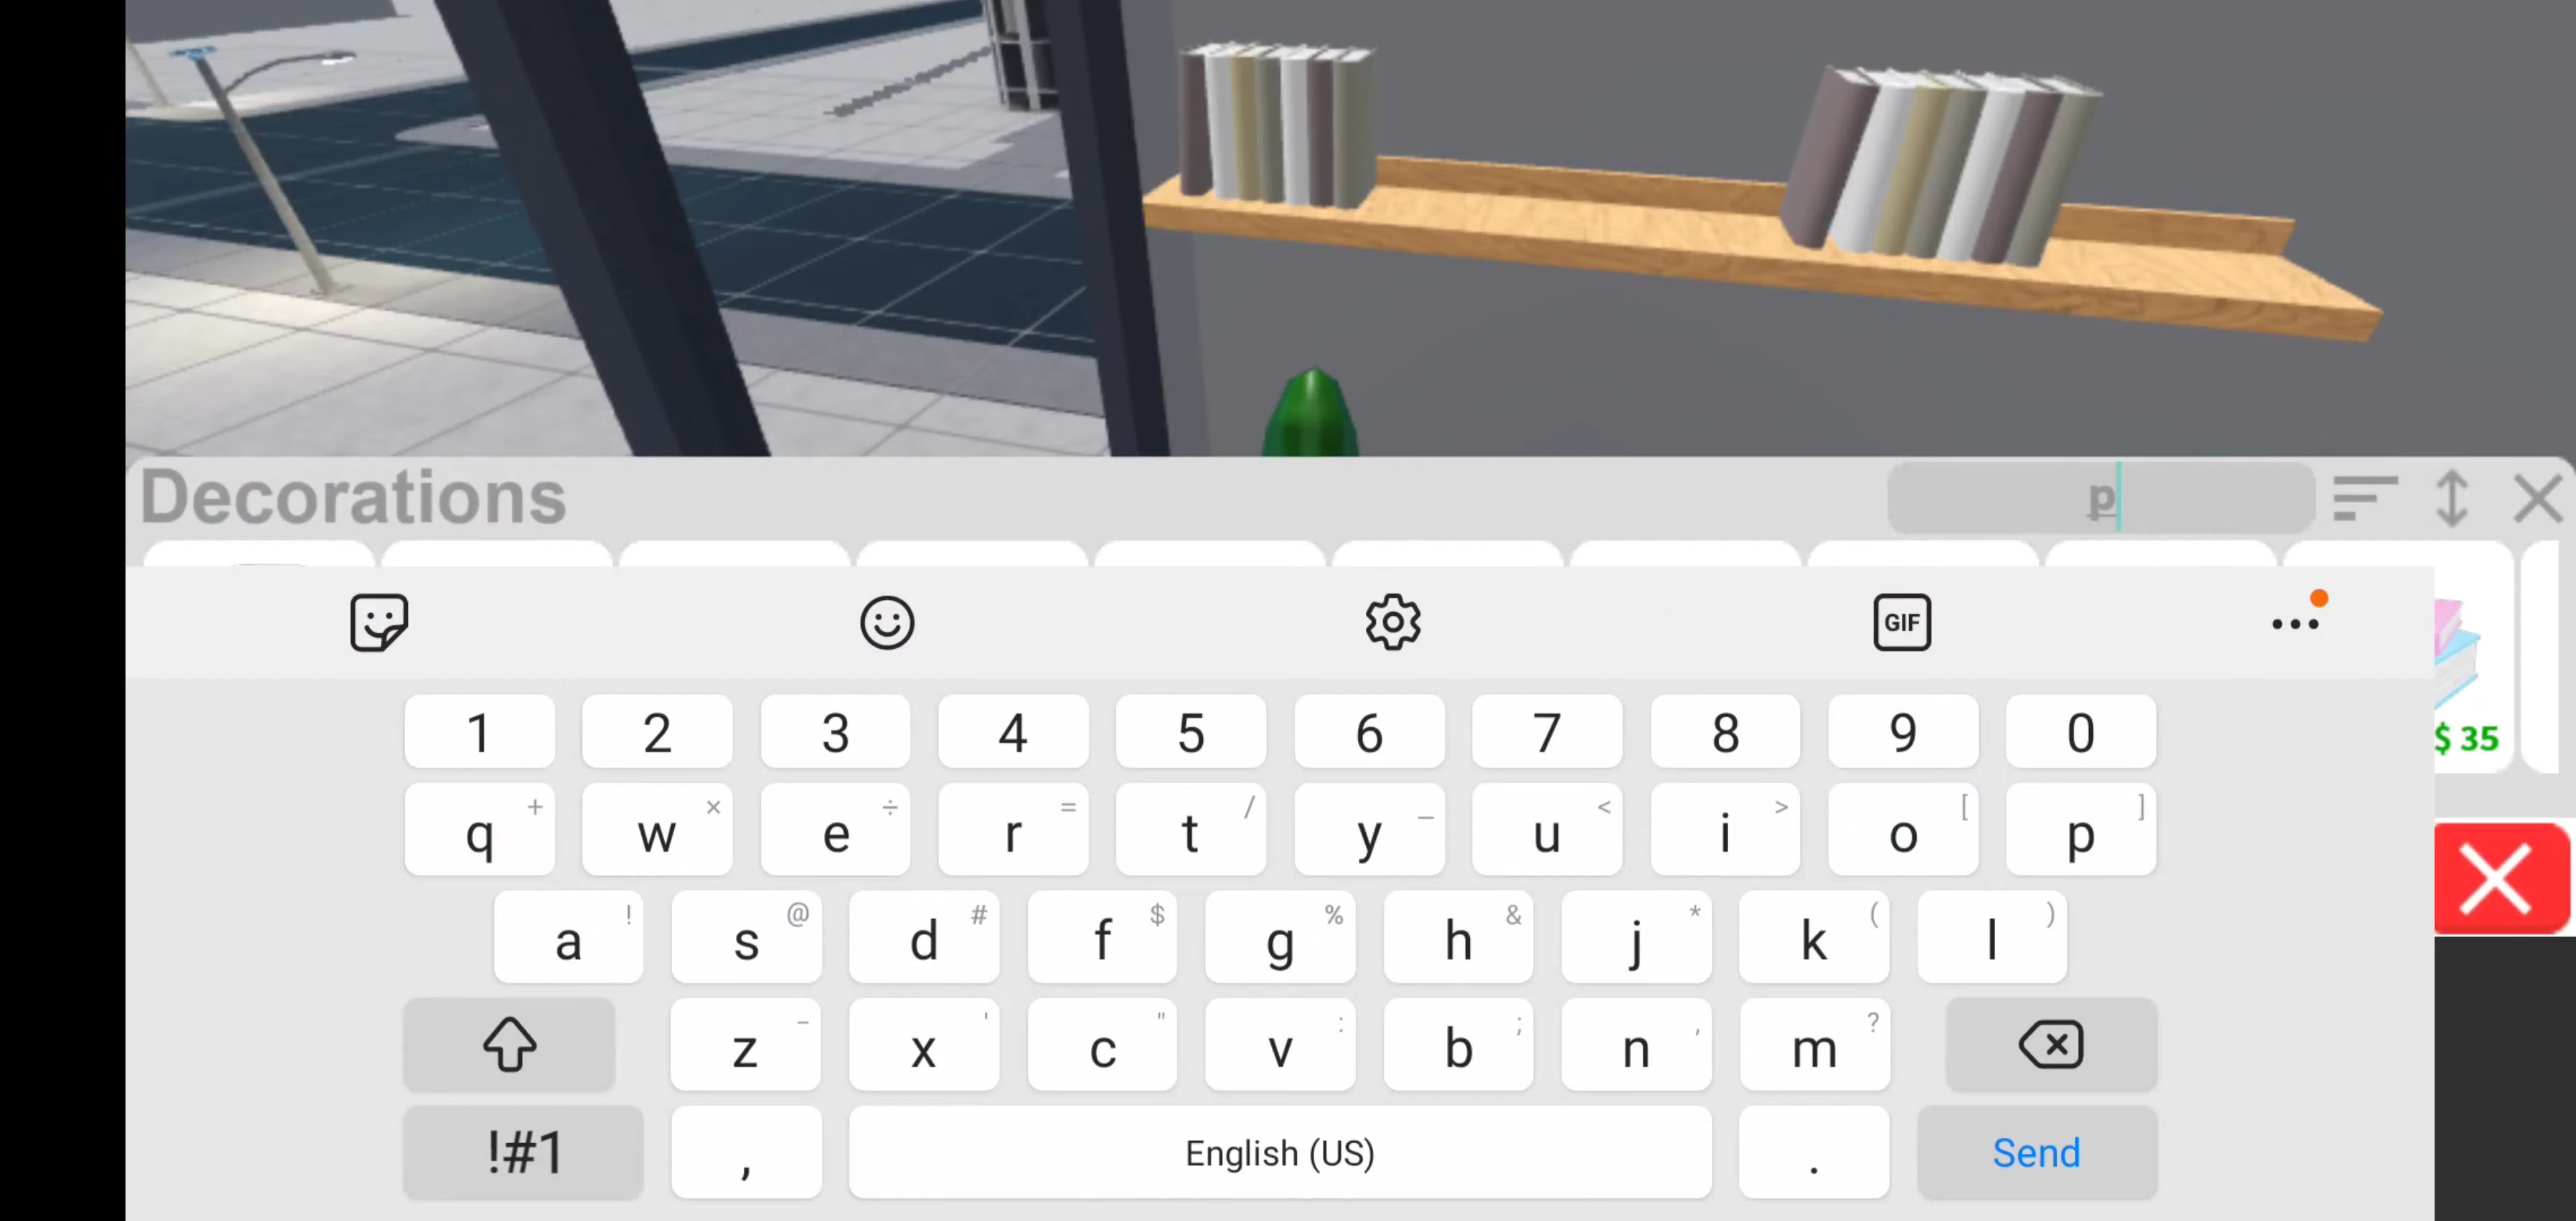 Decorations p
GIF
$ 35
1 2 3 4 5 6 7 8 9 0
+ × ÷ = / _ < > [ ]
q w e r t y u i o p
! @ # $ % & * ( )
a s d f g h j k l
- ' " : ; , ?
z x c v b n m
!#1 , English (US) . Send